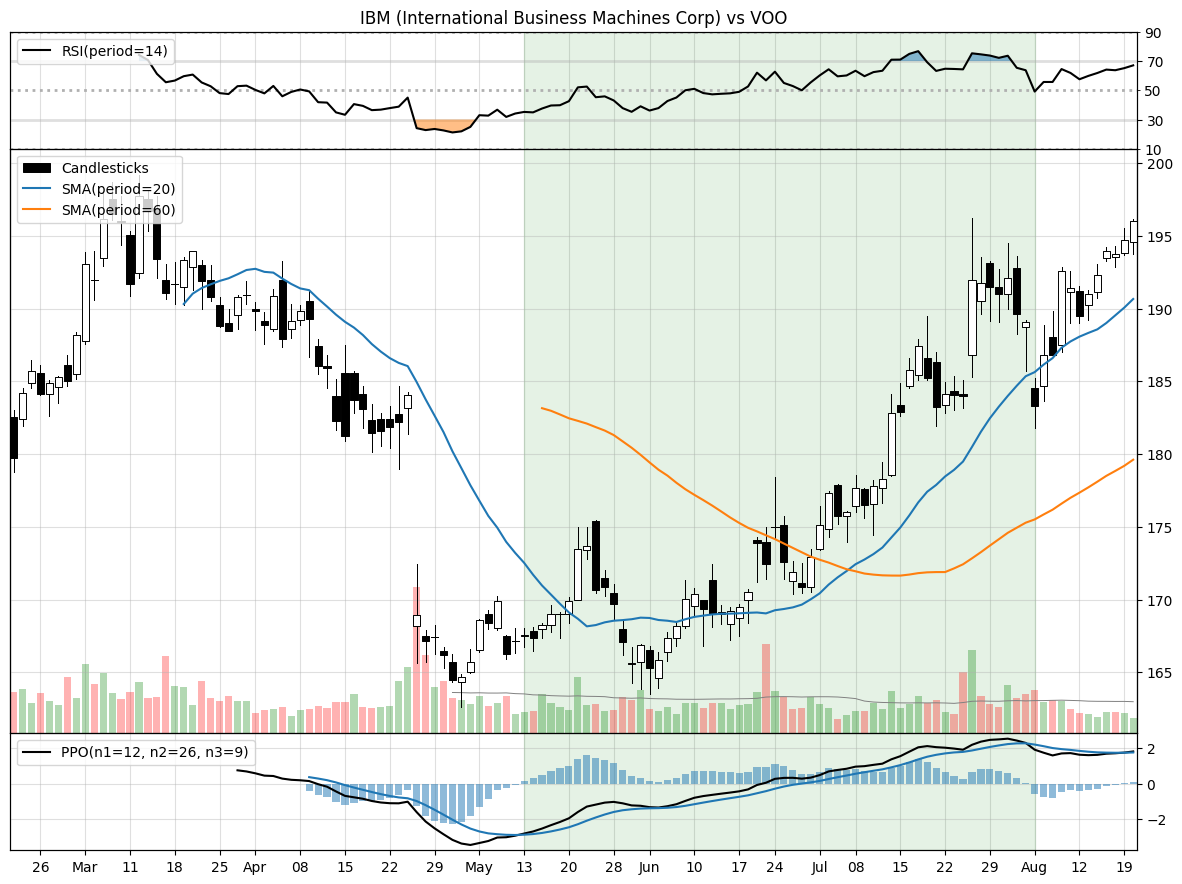 IBM (International Business Machines Corp) vs VOO
RSI(period=14)
90
70
50
30
10
Candlesticks
SMA(period=20)
SMA(period=60)
200
195
190
185
180
175
170
165
PPO(n1=12, n2=26, n3=9)
2
0
−2
26 Mar 11 18 25 Apr 08 15 22 29 May 13 20 28 Jun 10 17 24 Jul 08 15 22 29 Aug 12 19